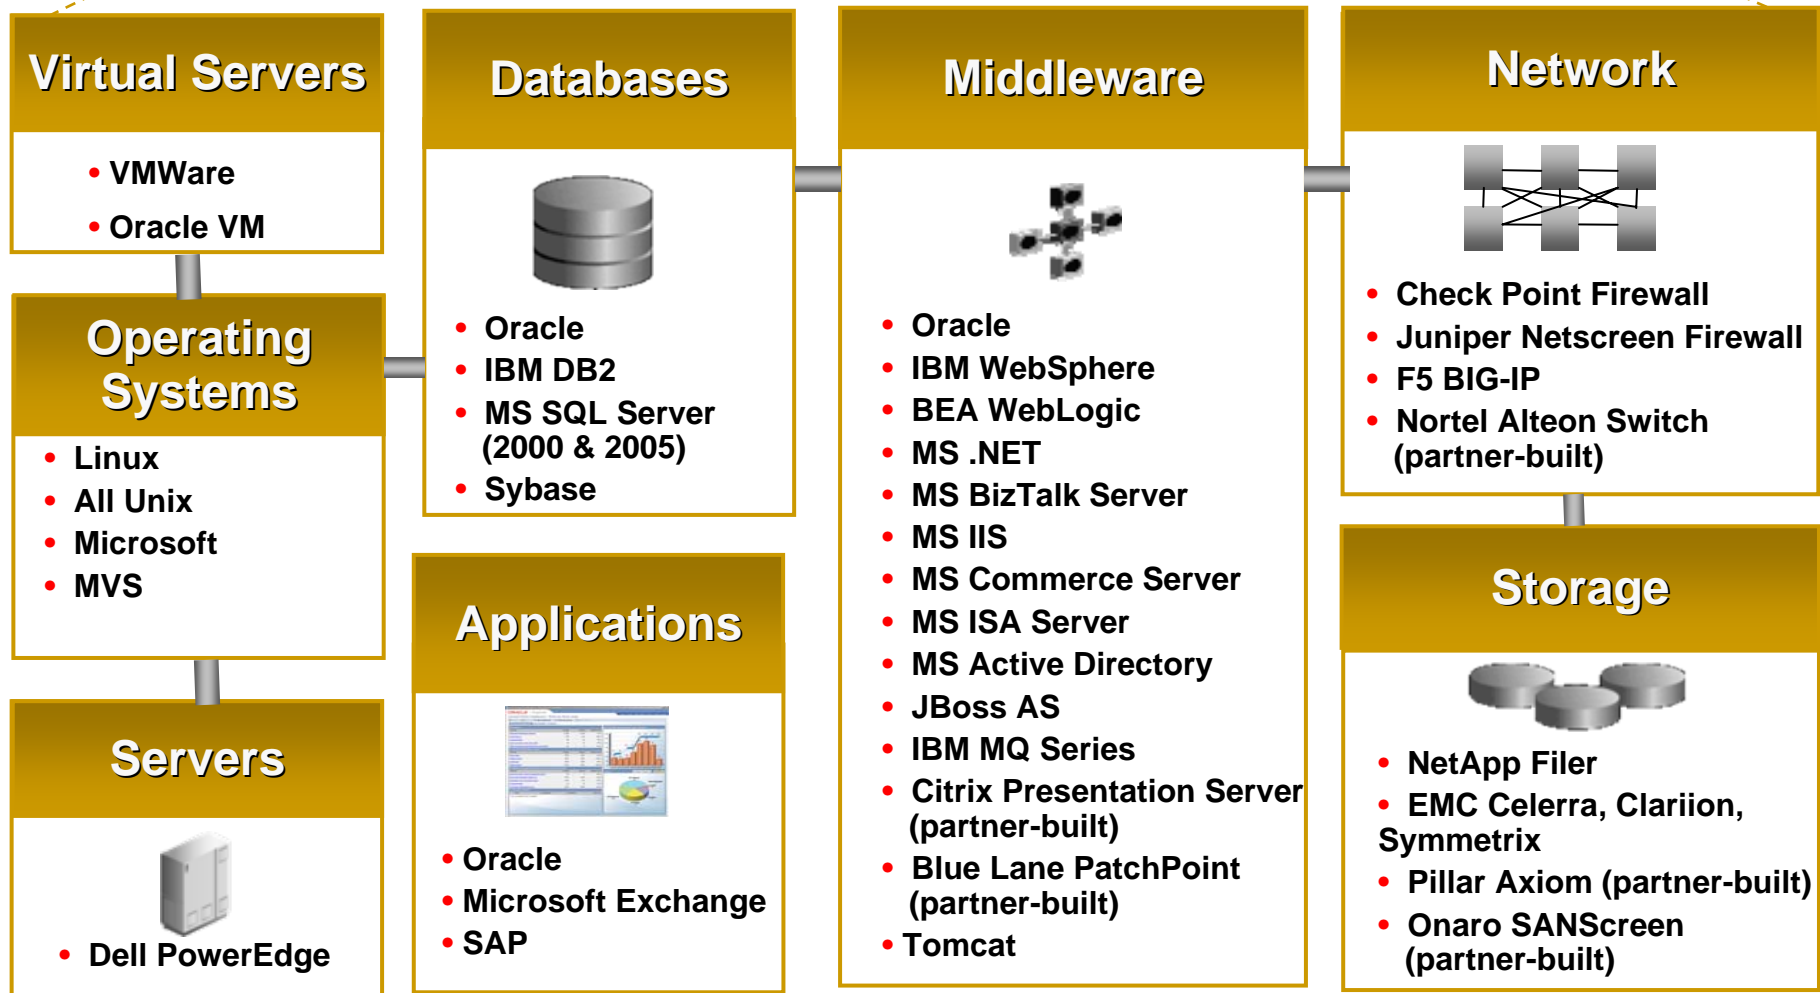 Virtual Servers
• VMWare
• Oracle VM
Operating
Systems
• Linux
• All Unix
• Microsoft
• MVS
Servers
• Dell PowerEdge
Databases
• Oracle
• IBM DB2
• MS SQL Server
(2000 & 2005)
• Sybase
Applications
• Oracle
• Microsoft Exchange
• SAP
Middleware
• Oracle
• IBM WebSphere
• BEA WebLogic
• MS .NET
• MS BizTalk Server
• MS IIS
• MS Commerce Server
• MS ISA Server
• MS Active Directory
• JBoss AS
• IBM MQ Series
• Citrix Presentation Server
(partner-built)
• Blue Lane PatchPoint
(partner-built)
• Tomcat
Network
• Check Point Firewall
• Juniper Netscreen Firewall
• F5 BIG-IP
• Nortel Alteon Switch
(partner-built)
Storage
• NetApp Filer
• EMC Celerra, Clariion,
Symmetrix
• Pillar Axiom (partner-built)
• Onaro SANScreen
(partner-built)